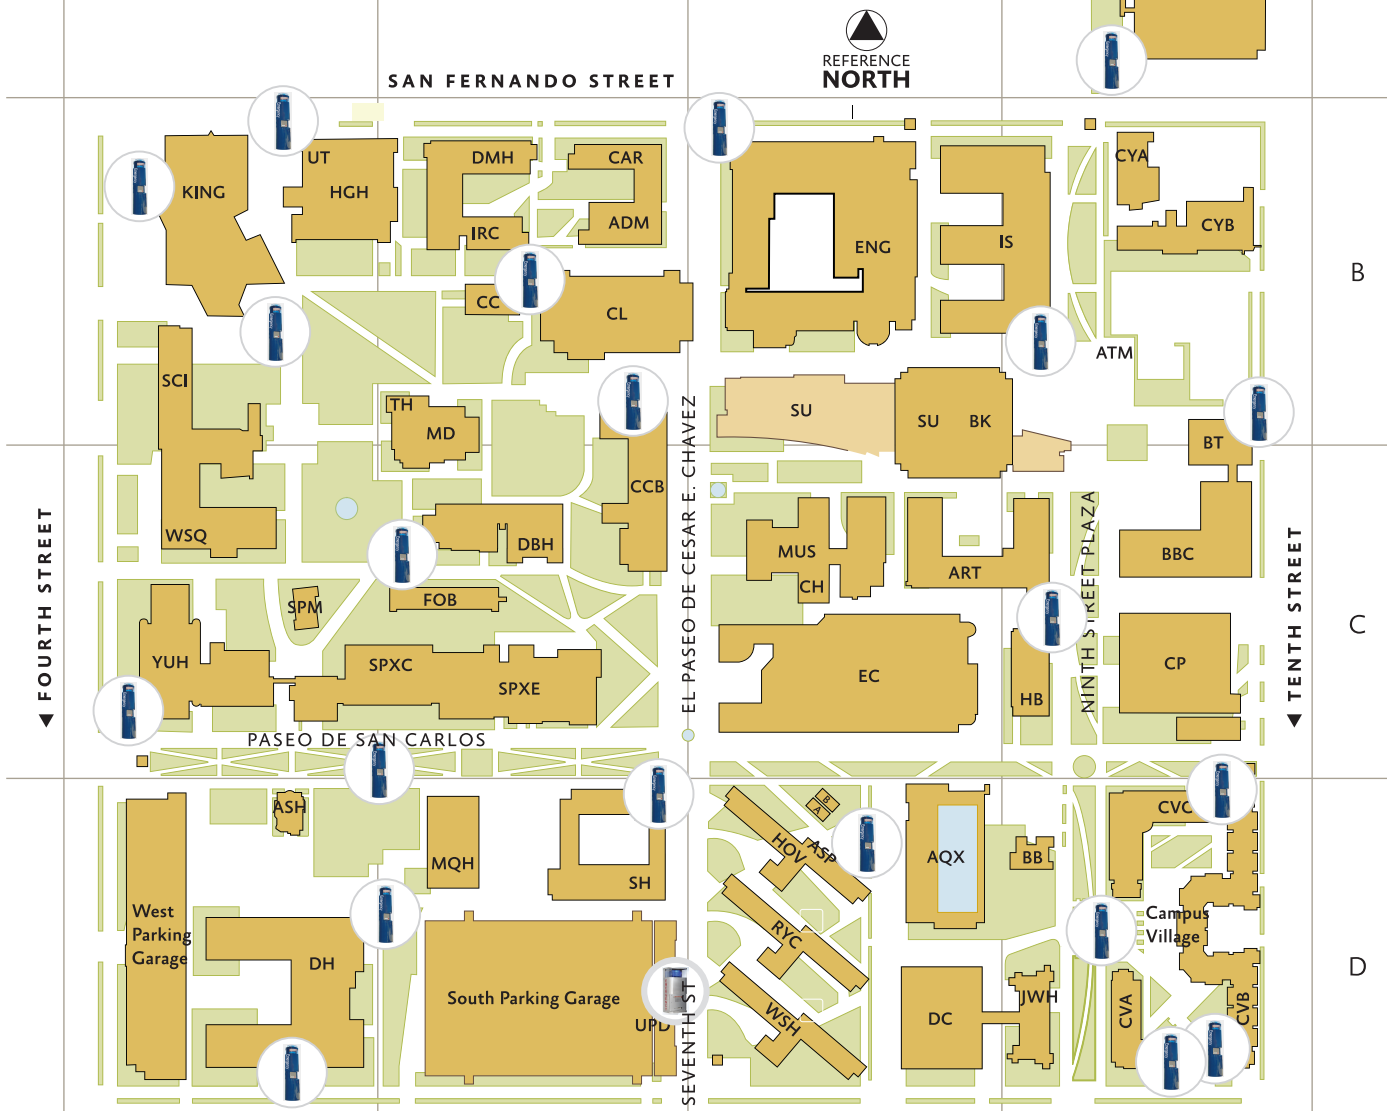 REFERENCE
NORTH
SAN FERNANDO STREET
UT
KING
HGH
DMH
CAR
IRC
ADM
CYA
CYB
ENG
IS
B
CC
CL
ATM
SCI
TH
MD
SU
SU
BK
BT
CCB
EL PASEO DE CESAR E. CHAVEZ
WSQ
DBH
MUS
CH
ART
NINTH STREET PLAZA
BBC
FOURTH STREET
TENTH STREET
SPM
FOB
C
YUH
SPXC
SPXE
EC
HB
CP
PASEO DE SAN CARLOS
ASH
MQH
SH
HOV
ASP
B
A
AQX
BB
CVC
West
Parking
Garage
DH
South Parking Garage
UPD
SEVENTH ST
RYC
WSH
DC
JWH
Campus
Village
CVA
CVB
D